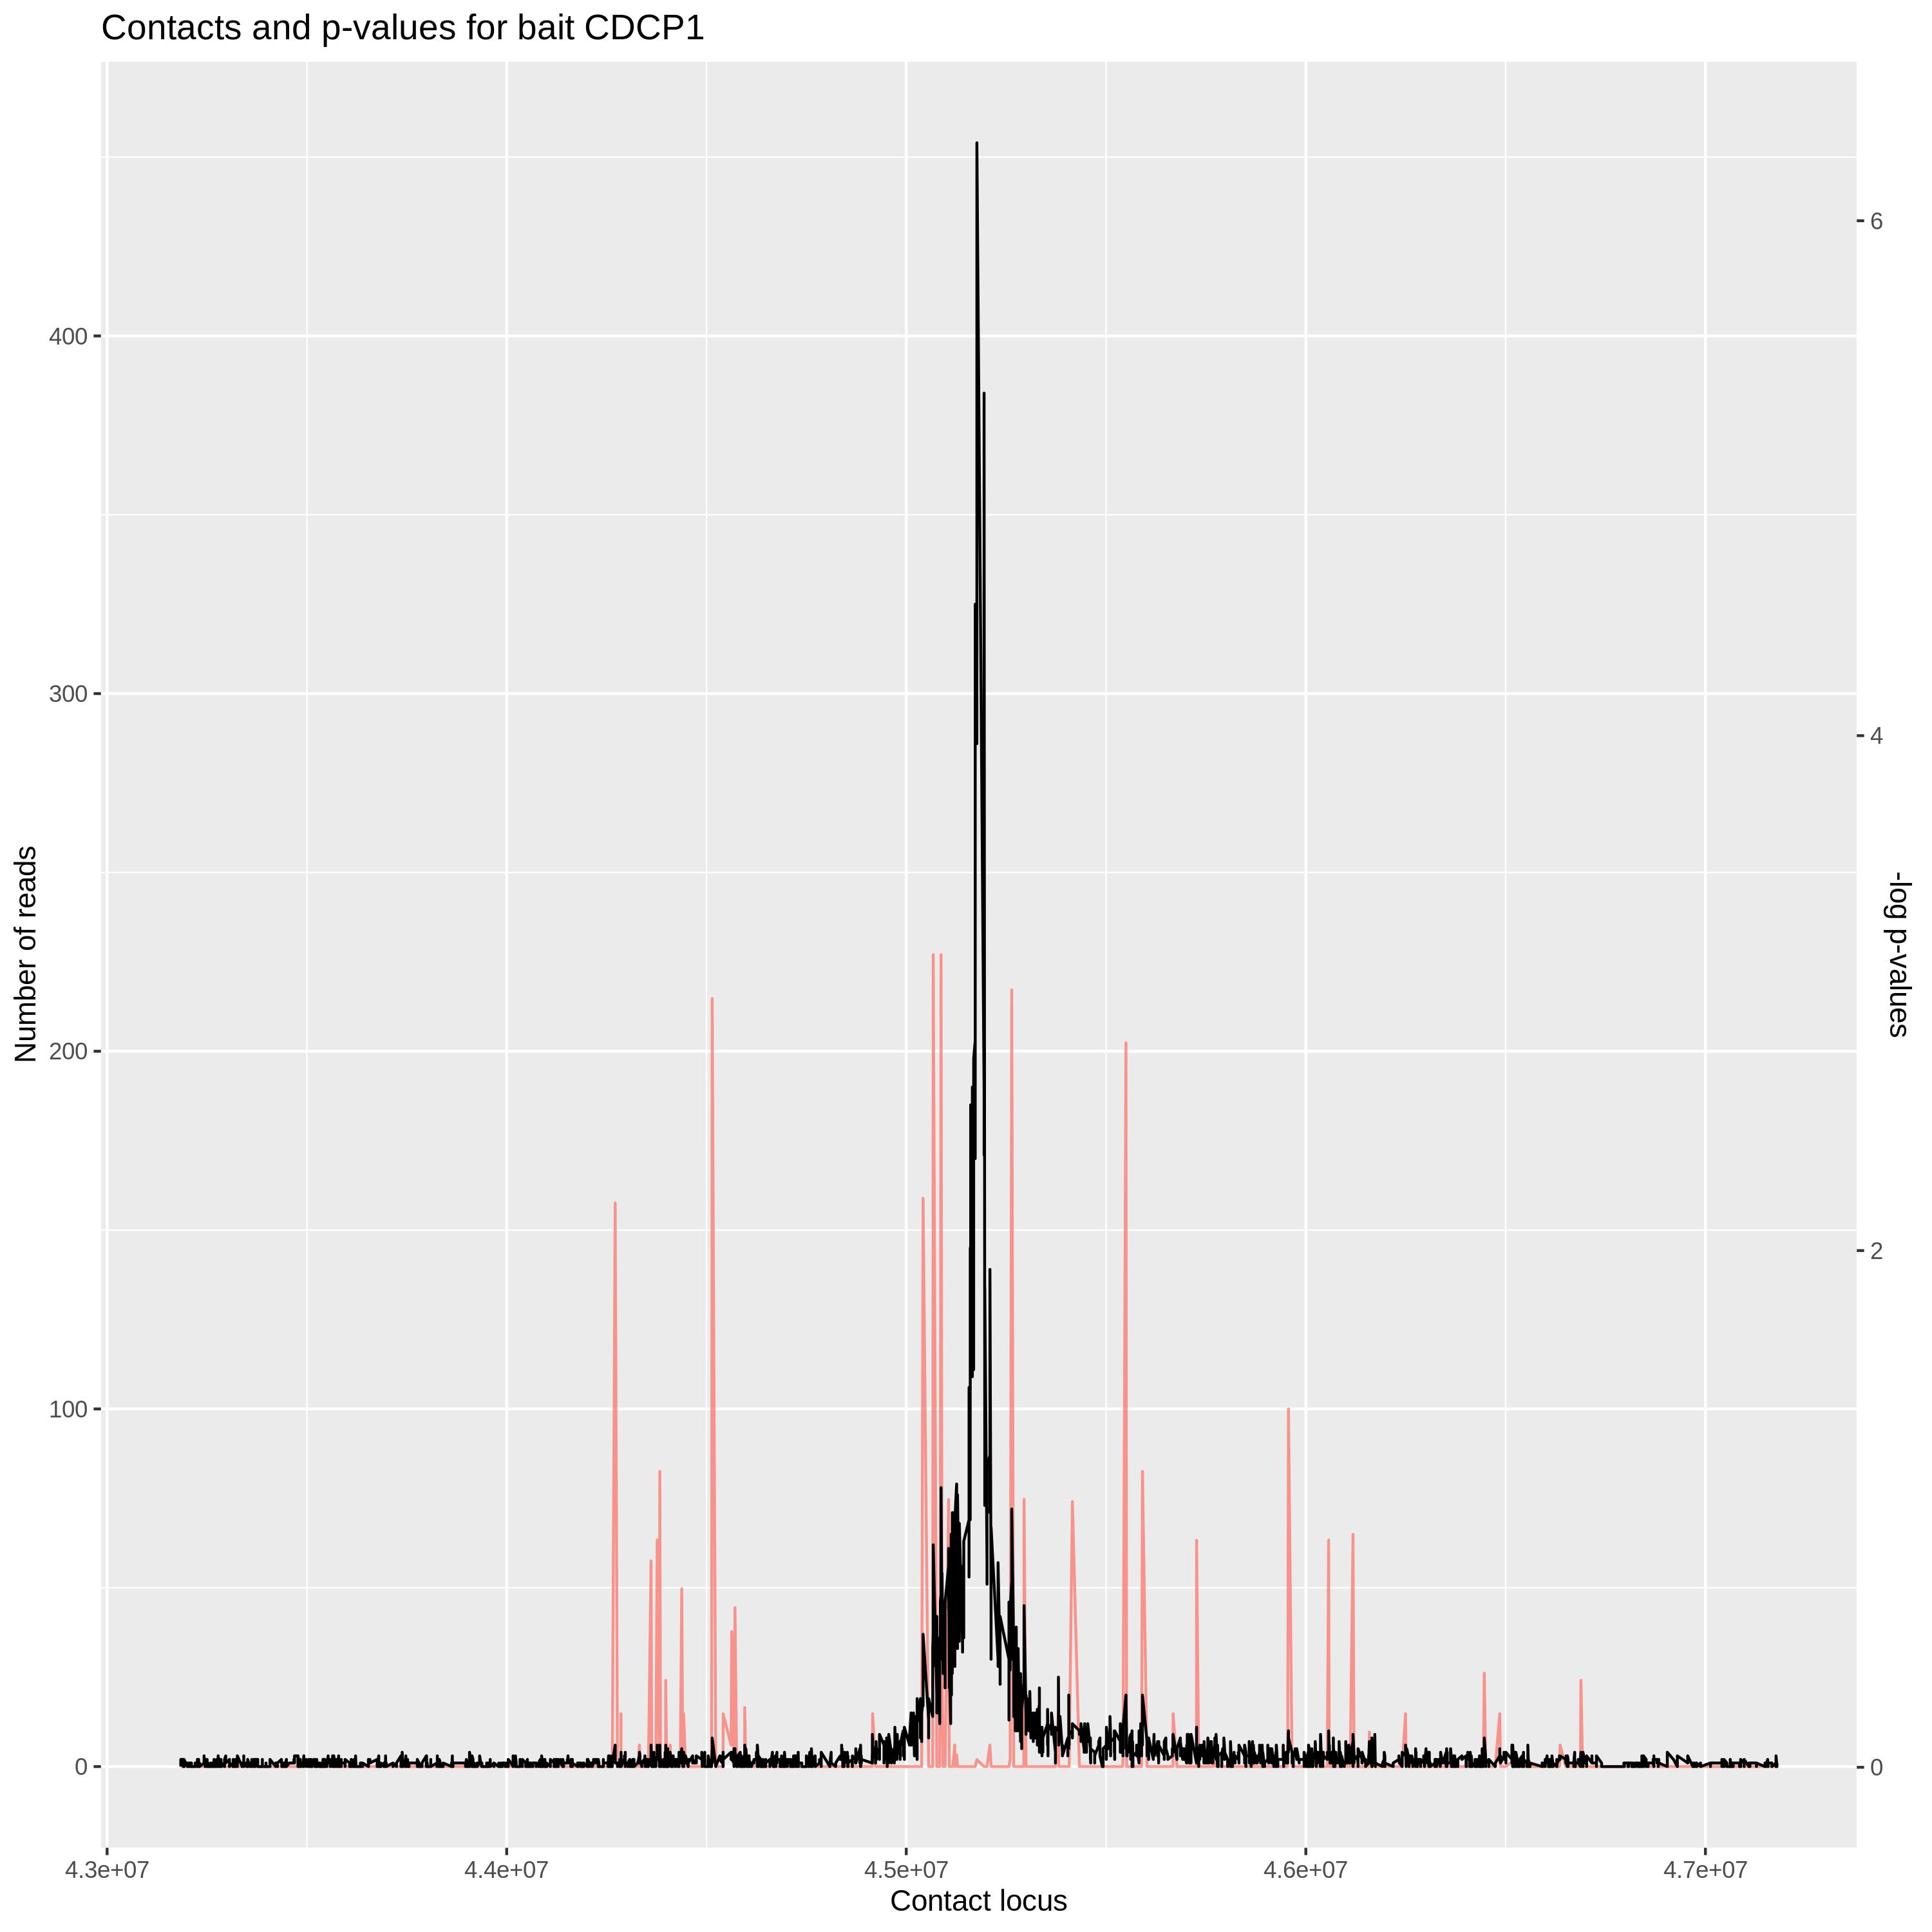 Contacts and p-values for bait CDCP1
Number of reads
400
300
200
100
0
6
4
2
0
-log p-values
4.3e+07 4.4e+07 4.5e+07 4.6e+07 4.7e+07
Contact locus